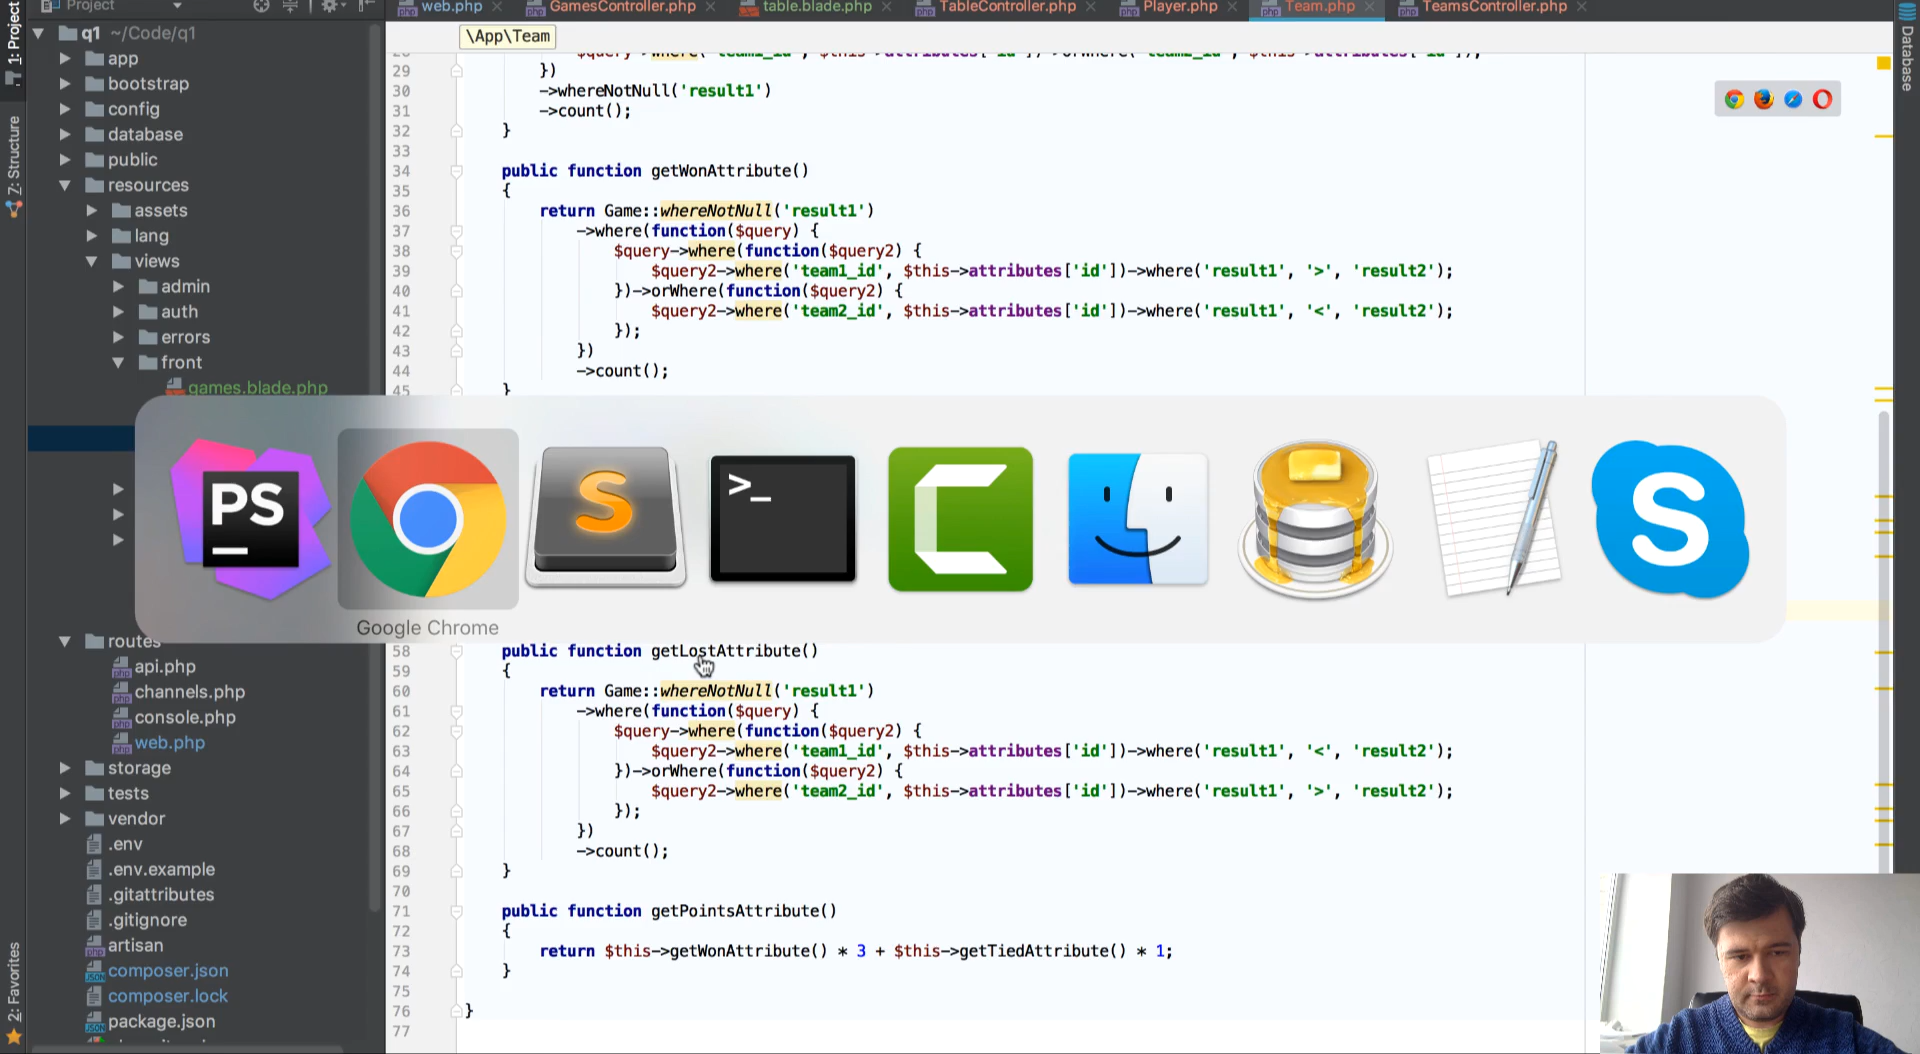 Project
web.php
GamesController.php
table.blade.php
TableController.php
Player.php
Team.php
TeamsController.php
1: Project
7: Structure
2: Favorites
Database
q1 ~/Code/q1
app
bootstrap
config
database
public
resources
assets
lang
views
admin
auth
errors
front
games.blade.php
routes
api.php
channels.php
console.php
web.php
storage
tests
vendor
.env
.env.example
.gitattributes
.gitignore
artisan
composer.json
composer.lock
package.json
\App\Team
29 })
30 ->whereNotNull('result1')
31 ->count();
32 }
33
34 public function getWonAttribute()
35 {
36 return Game::whereNotNull('result1')
37 ->where(function($query) {
38 $query->where(function($query2) {
39 $query2->where('team1_id', $this->attributes['id'])->where('result1', '>', 'result2');
40 })->orWhere(function($query2) {
41 $query2->where('team2_id', $this->attributes['id'])->where('result1', '<', 'result2');
42 });
43 })
44 ->count();
45 }
PS
S
>_
C
S
Google Chrome
58 public function getLostAttribute()
59 {
60 return Game::whereNotNull('result1')
61 ->where(function($query) {
62 $query->where(function($query2) {
63 $query2->where('team1_id', $this->attributes['id'])->where('result1', '<', 'result2');
64 })->orWhere(function($query2) {
65 $query2->where('team2_id', $this->attributes['id'])->where('result1', '>', 'result2');
66 });
67 })
68 ->count();
69 }
70
71 public function getPointsAttribute()
72 {
73 return $this->getWonAttribute() * 3 + $this->getTiedAttribute() * 1;
74 }
75
76 }
77